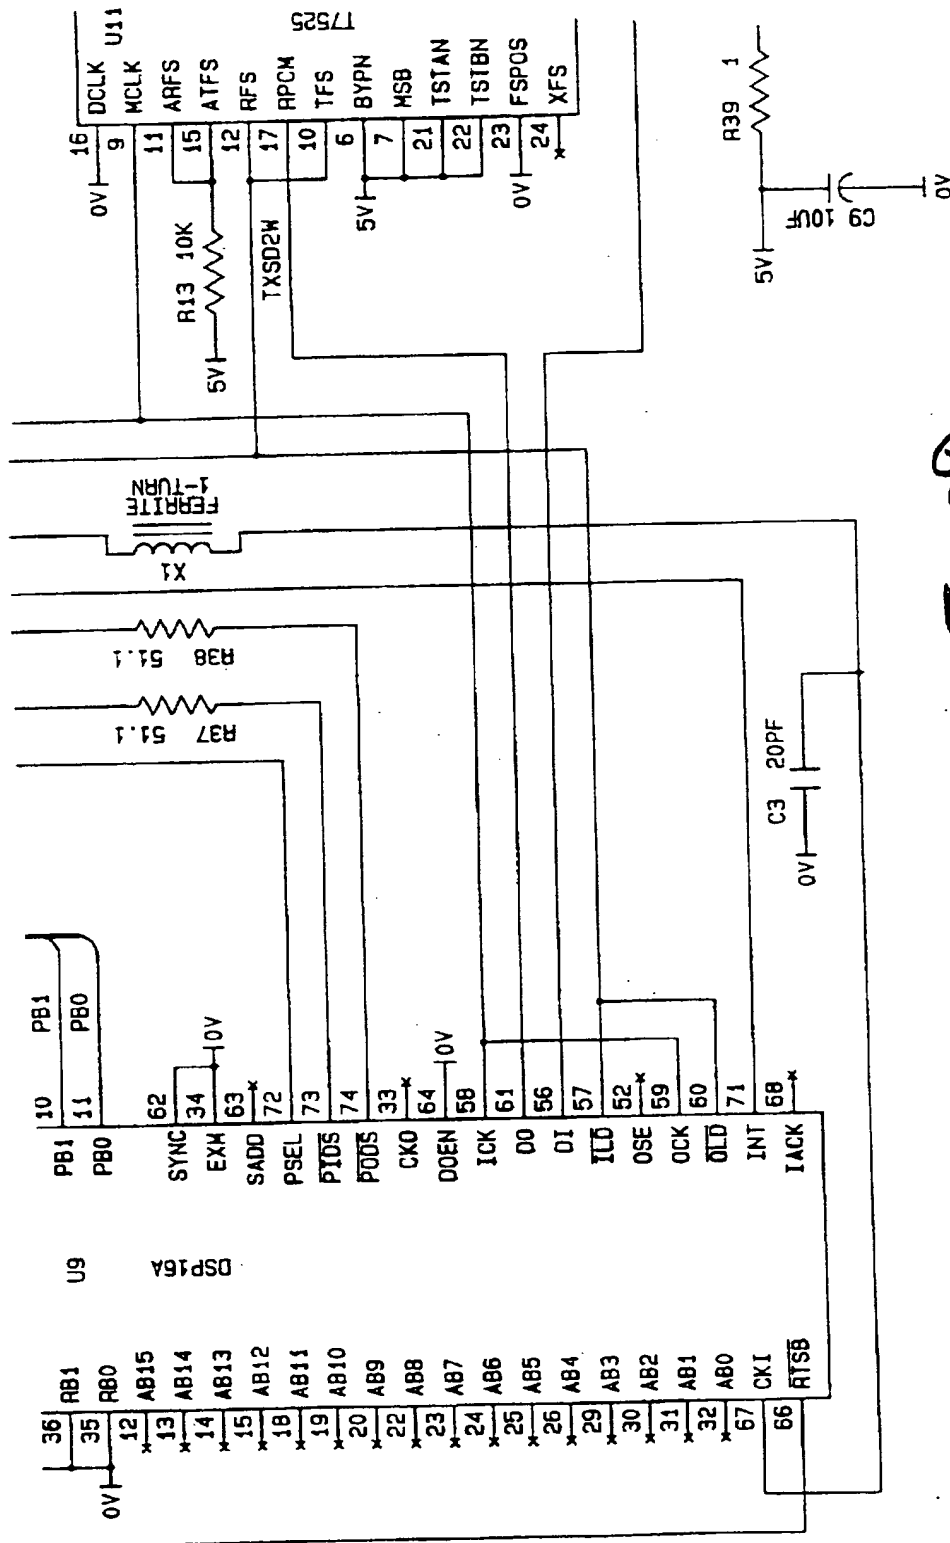 16 DCLK
U11
T7525
9 MCLK
11 ARFS
15 ATFS
12 RFS
17 RPCM
10 TFS
6 BYPN
7 MSB
21 TSTAN
22 TSTBN
23 FSPOS
24 XFS
0V
R13 10K
5V
TXSD2W
5V
0V
R39 1
5V
C9 10UF
0V
FERRITE
1-TURN
X1
51.1 R38
51.1 R37
C3 20PF
0V
PB1
PB0
10 PB1
11 PB0
62 SYNC
34 EXM
0V
63 SADD
72 PSEL
73 PIDS
74 PODS
33 CKO
64 DOEN
0V
58 ICK
61 DO
56 DI
57 ILD
52 OSE
59 OCK
60 OLD
71 INT
68 IACK
U9
DSP16A
36 RB1
35 RB0
0V
12 AB15
13 AB14
14 AB13
15 AB12
18 AB11
19 AB10
20 AB9
22 AB8
23 AB7
24 AB6
25 AB5
26 AB4
29 AB3
30 AB2
31 AB1
32 AB0
67 CKI
66 RTSB